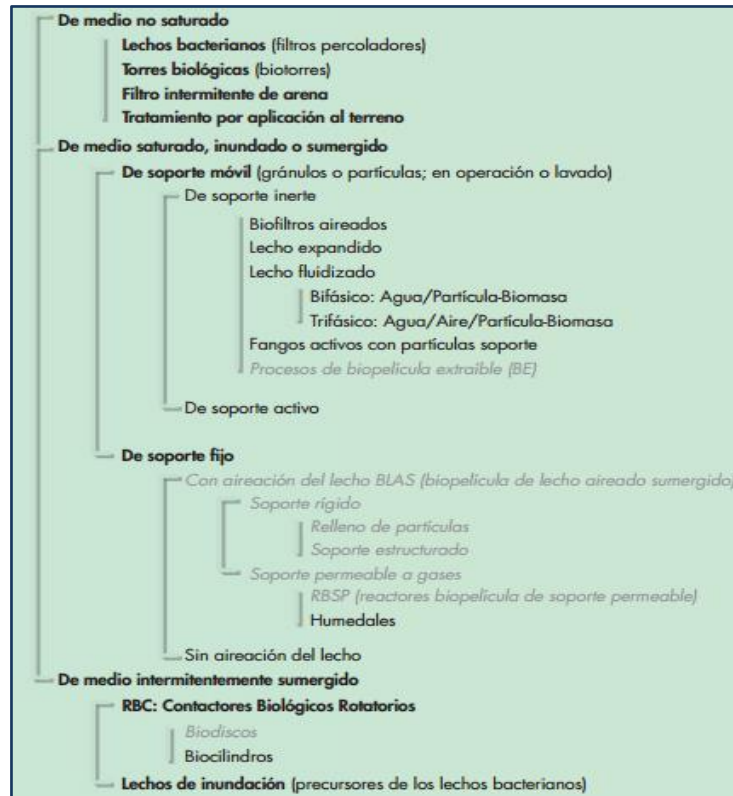 De medio no saturado
Lechos bacterianos (filtros percoladores)
Torres biológicas (biotorres)
Filtro intermitente de arena
Tratamiento por aplicación al terreno
De medio saturado, inundado o sumergido
De soporte móvil (gránulos o partículas; en operación o lavado)
De soporte inerte
Biofiltros aireados
Lecho expandido
Lecho fluidizado
Bifásico: Agua/Partícula-Biomasa
Trifásico: Agua/Aire/Partícula-Biomasa
Fangos activos con partículas soporte
Procesos de biopelícula extraíble (BE)
De soporte activo
De soporte fijo
Con aireación del lecho BLAS (biopelícula de lecho aireado sumergido)
Soporte rígido
Relleno de partículas
Soporte estructurado
Soporte permeable a gases
RBSP (reactores biopelícula de soporte permeable)
Humedales
Sin aireación del lecho
De medio intermitentemente sumergido
RBC: Contactores Biológicos Rotatorios
Biodiscos
Biocilindros
Lechos de inundación (precursores de los lechos bacterianos)